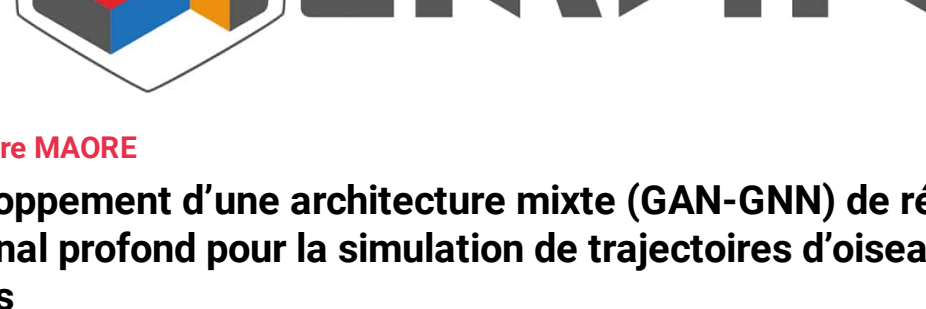 re MAORE
oppement d'une architecture mixte (GAN-GNN) de ré
nal profond pour la simulation de trajectoires d'oisea
s